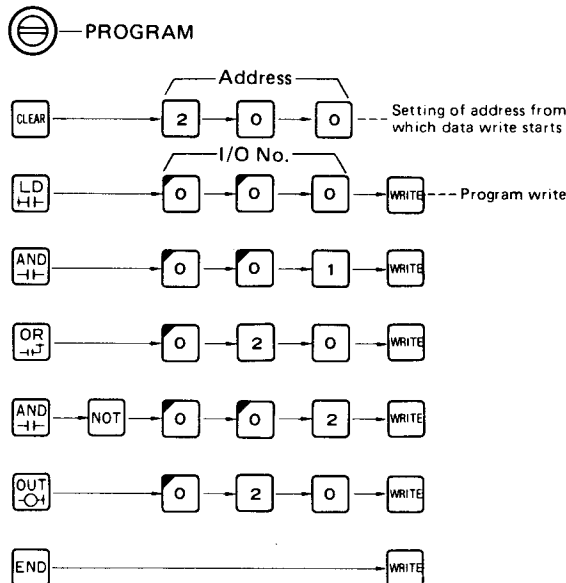 PROGRAM
Address
CLEAR 2 0 0 Setting of address from
which data write starts
I/O No.
LD 0 0 0 WRITE Program write
AND 0 0 1 WRITE
OR 0 2 0 WRITE
AND NOT 0 0 2 WRITE
OUT 0 2 0 WRITE
END WRITE